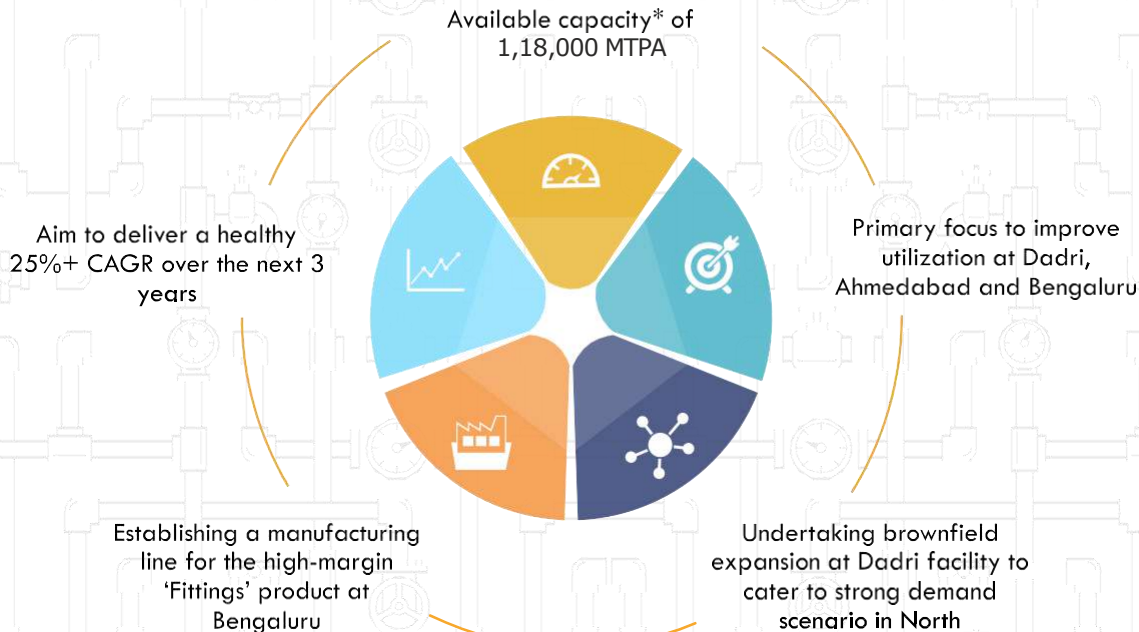 Available capacity* of
1,18,000 MTPA
Primary focus to improve
utilization at Dadri,
Ahmedabad and Bengaluru
Undertaking brownfield
expansion at Dadri facility to
cater to strong demand
scenario in North
Establishing a manufacturing
line for the high-margin
‘Fittings’ product at
Bengaluru
Aim to deliver a healthy
25%+ CAGR over the next 3
years